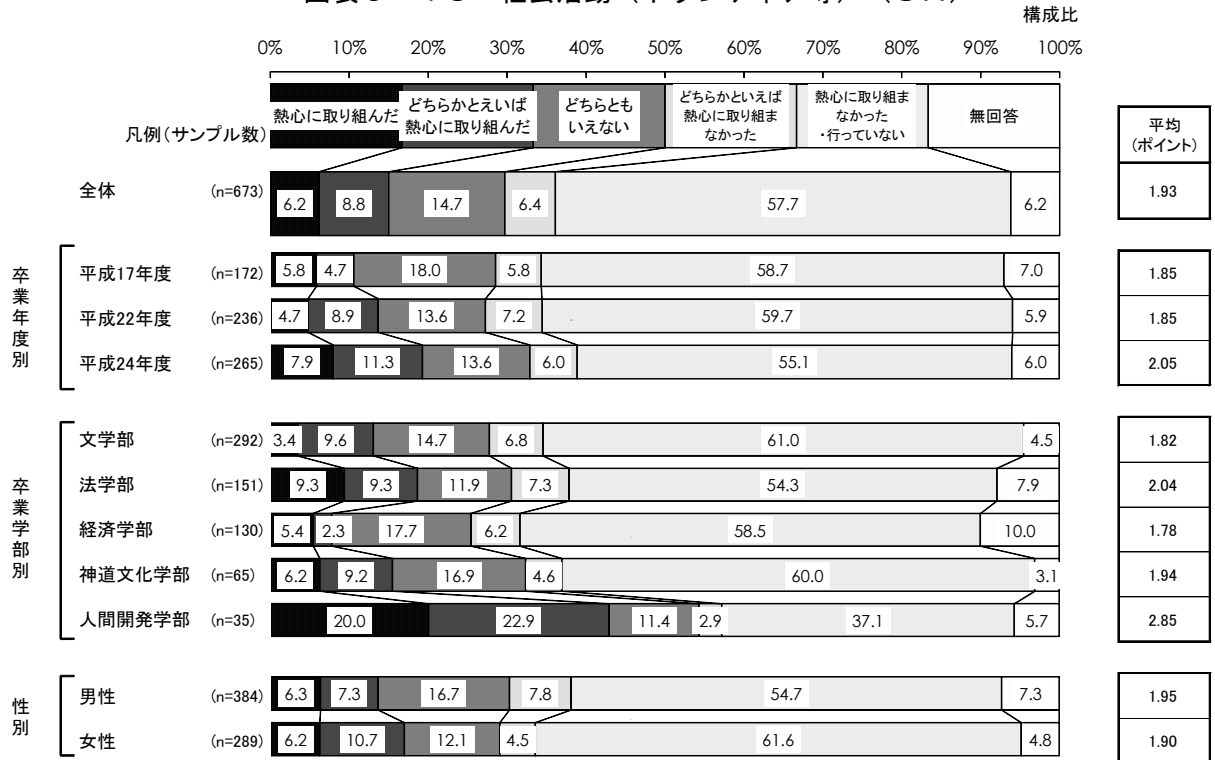 構成比
0% 10% 20% 30% 40% 50% 60% 70% 80% 90% 100%
凡例(サンプル数)
熱心に取り組んだ
どちらかとえいば
熱心に取り組んだ
どちらとも
いえない
どちらかといえば
熱心に取り組ま
なかった
熱心に取り組ま
なかった
・行っていない
無回答
平均
(ポイント)
全体 (n=673) 6.2 8.8 14.7 6.4 57.7 6.2 1.93
卒業年度別
平成17年度 (n=172) 5.8 4.7 18.0 5.8 58.7 7.0 1.85
平成22年度 (n=236) 4.7 8.9 13.6 7.2 59.7 5.9 1.85
平成24年度 (n=265) 7.9 11.3 13.6 6.0 55.1 6.0 2.05
卒業学部別
文学部 (n=292) 3.4 9.6 14.7 6.8 61.0 4.5 1.82
法学部 (n=151) 9.3 9.3 11.9 7.3 54.3 7.9 2.04
経済学部 (n=130) 5.4 2.3 17.7 6.2 58.5 10.0 1.78
神道文化学部 (n=65) 6.2 9.2 16.9 4.6 60.0 3.1 1.94
人間開発学部 (n=35) 20.0 22.9 11.4 2.9 37.1 5.7 2.85
性別
男性 (n=384) 6.3 7.3 16.7 7.8 54.7 7.3 1.95
女性 (n=289) 6.2 10.7 12.1 4.5 61.6 4.8 1.90